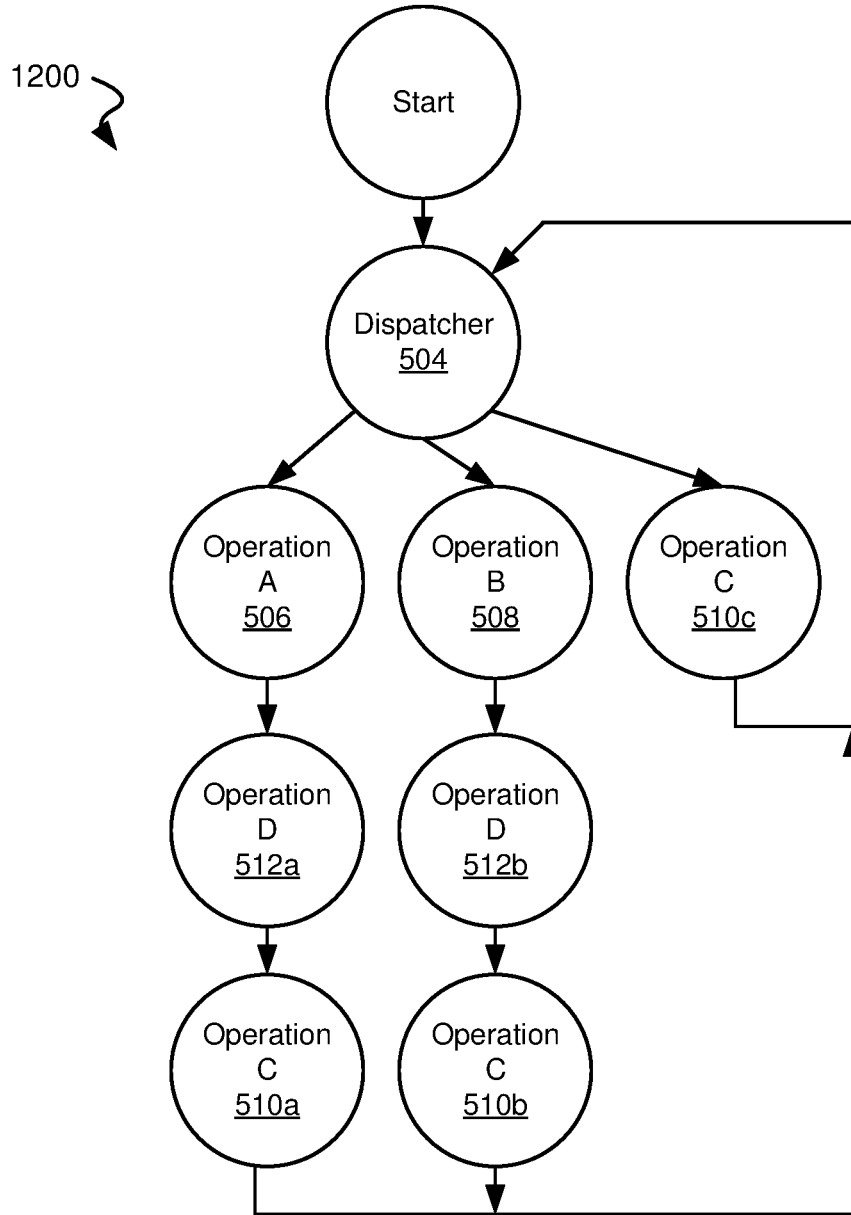 1200
Start
Dispatcher
504
Operation
A
506
Operation
B
508
Operation
C
510c
Operation
D
512a
Operation
D
512b
Operation
C
510a
Operation
C
510b